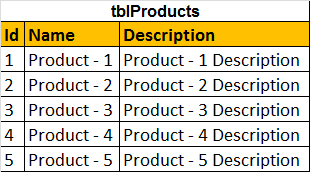 tblProducts
Id Name Description
1 Product - 1 Product - 1 Description
2 Product - 2 Product - 2 Description
3 Product - 3 Product - 3 Description
4 Product - 4 Product - 4 Description
5 Product - 5 Product - 5 Description